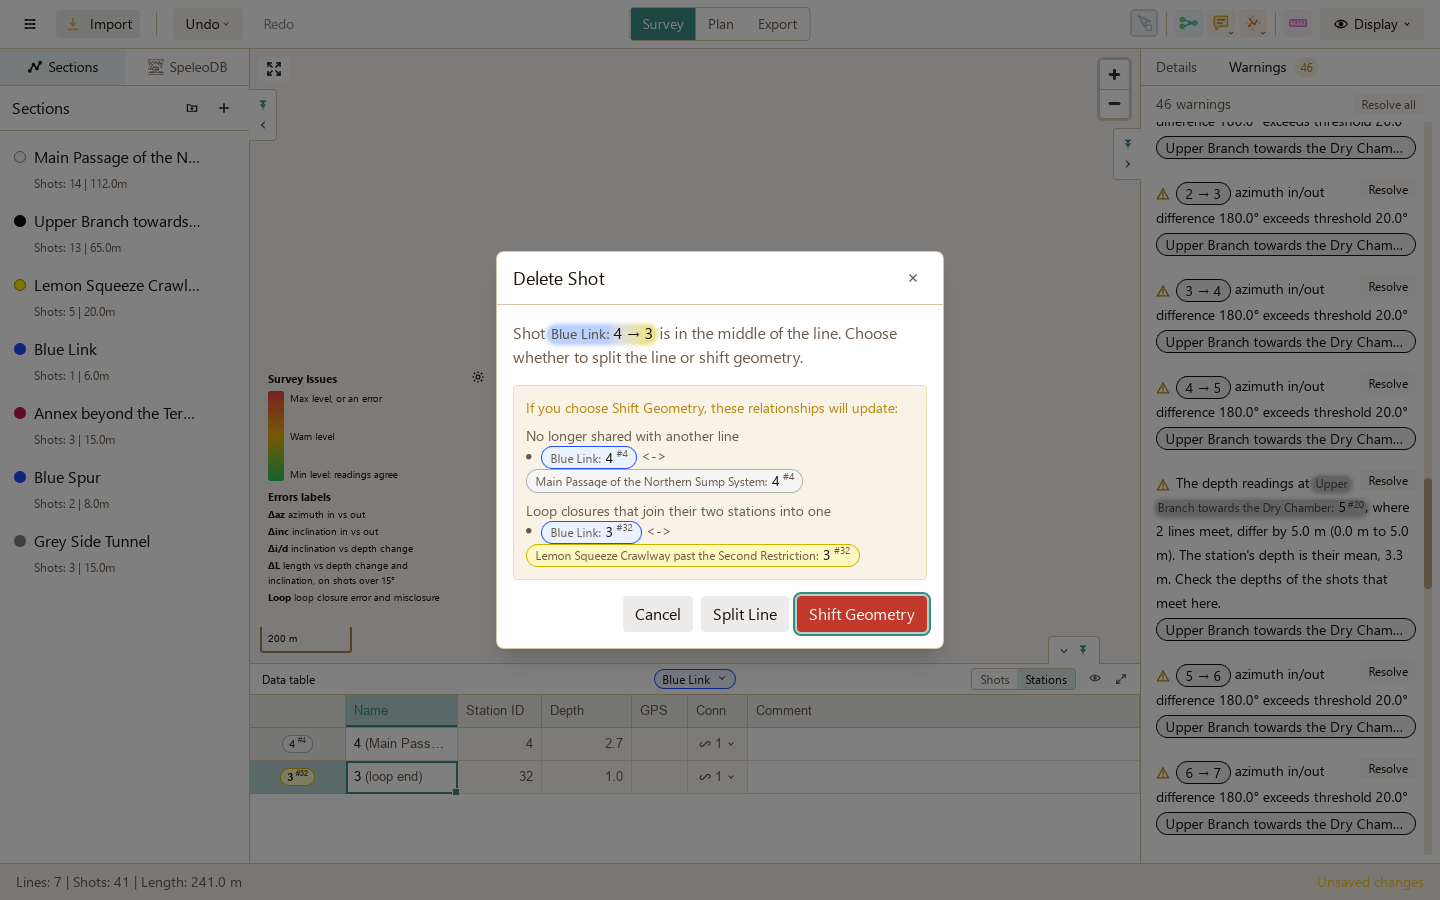 Import
Undo
Redo
Survey
Plan
Export
Display
Sections
SpeleoDB
Sections
Main Passage of the N...
Shots: 14 | 112.0m
Upper Branch towards...
Shots: 13 | 65.0m
Lemon Squeeze Crawl...
Shots: 5 | 20.0m
Blue Link
Shots: 1 | 6.0m
Annex beyond the Ter...
Shots: 3 | 15.0m
Blue Spur
Shots: 2 | 8.0m
Grey Side Tunnel
Shots: 3 | 15.0m
Survey Issues
Max level, or an error
Warn level
Min level: readings agree
Errors labels
Δaz azimuth in vs out
Δinc inclination in vs out
Δi/d inclination vs depth change
ΔL length vs depth change and
inclination, on shots over 15°
Loop loop closure error and misclosure
200 m
Delete Shot
×
Shot Blue Link: 4 → 3 is in the middle of the line. Choose
whether to split the line or shift geometry.
If you choose Shift Geometry, these relationships will update:
No longer shared with another line
• Blue Link: 4 #4 <->
Main Passage of the Northern Sump System: 4 #4
Loop closures that join their two stations into one
• Blue Link: 3 #32 <->
Lemon Squeeze Crawlway past the Second Restriction: 3 #32
Cancel
Split Line
Shift Geometry
Data table
Blue Link
Shots
Stations
Name Station ID Depth GPS Conn Comment
4 #4 4 (Main Pass... 4 2.7 1
3 #32 3 (loop end) 32 1.0 1
Details
Warnings 46
46 warnings
Resolve all
difference 180.0° exceeds threshold 20.0°
Upper Branch towards the Dry Cham...
2 → 3 azimuth in/out Resolve
difference 180.0° exceeds threshold 20.0°
Upper Branch towards the Dry Cham...
3 → 4 azimuth in/out Resolve
difference 180.0° exceeds threshold 20.0°
Upper Branch towards the Dry Cham...
4 → 5 azimuth in/out Resolve
difference 180.0° exceeds threshold 20.0°
Upper Branch towards the Dry Cham...
The depth readings at Upper Resolve
Branch towards the Dry Chamber: 5 #20, where
2 lines meet, differ by 5.0 m (0.0 m to 5.0
m). The station's depth is their mean, 3.3
m. Check the depths of the shots that
meet here.
Upper Branch towards the Dry Cham...
5 → 6 azimuth in/out Resolve
difference 180.0° exceeds threshold 20.0°
Upper Branch towards the Dry Cham...
6 → 7 azimuth in/out Resolve
difference 180.0° exceeds threshold 20.0°
Upper Branch towards the Dry Cham...
Lines: 7 | Shots: 41 | Length: 241.0 m
Unsaved changes